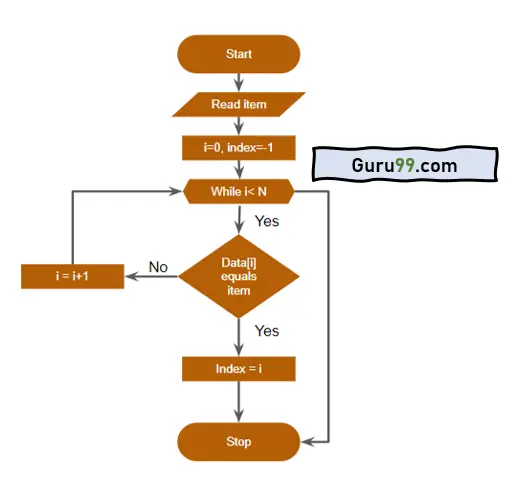 Start
Read item
i=0, index=-1
Guru99.com
While i< N
Yes
Data[i]
equals
item
No
i = i+1
Yes
Index = i
Stop